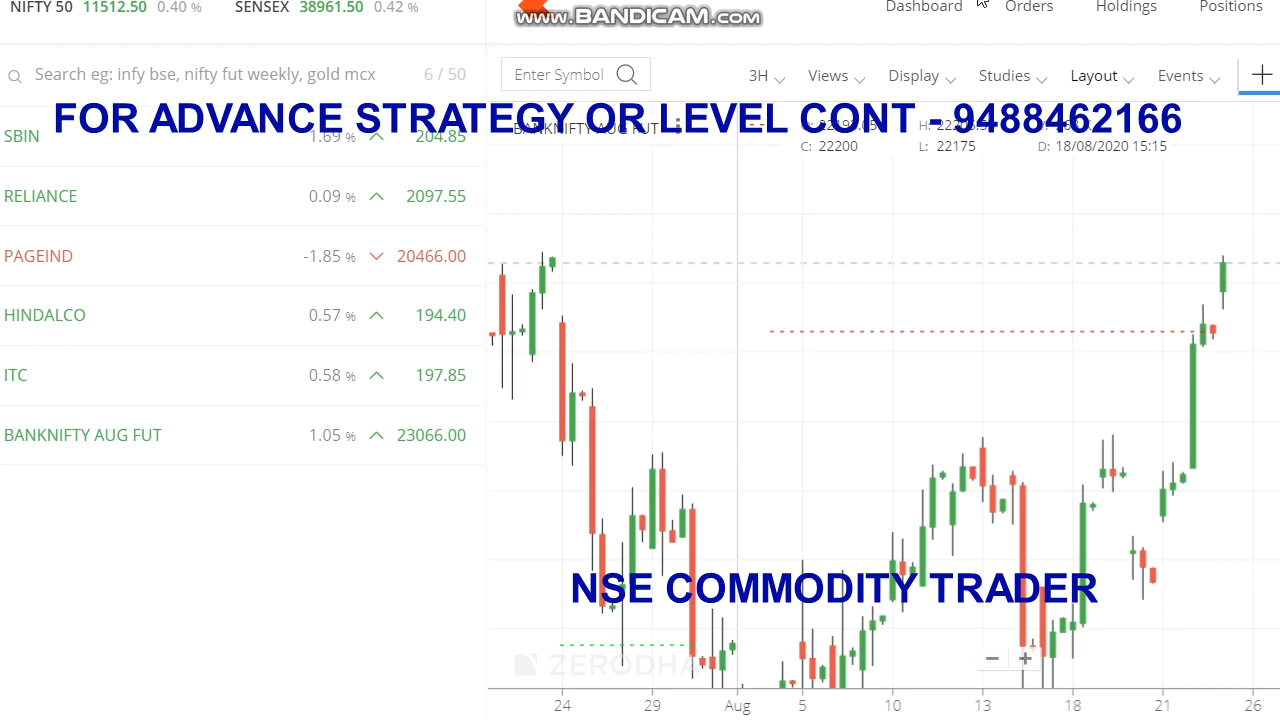 NIFTY 50 11512.50 0.40 % SENSEX 38961.50 0.42 %
www.BANDICAM.com
Dashboard Orders Holdings Positions
Search eg: infy bse, nifty fut weekly, gold mcx 6 / 50
Enter Symbol 3H Views Display Studies Layout Events
FOR ADVANCE STRATEGY OR LEVEL CONT - 9488462166
BANKNIFTY AUG FUT
H:
C: 22200 L: 22175 D: 18/08/2020 15:15
SBIN 1.69 % 204.85
RELIANCE 0.09 % 2097.55
PAGEIND -1.85 % 20466.00
HINDALCO 0.57 % 194.40
ITC 0.58 % 197.85
BANKNIFTY AUG FUT 1.05 % 23066.00
NSE COMMODITY TRADER
ZERODHA
24 29 Aug 5 10 13 18 21 26